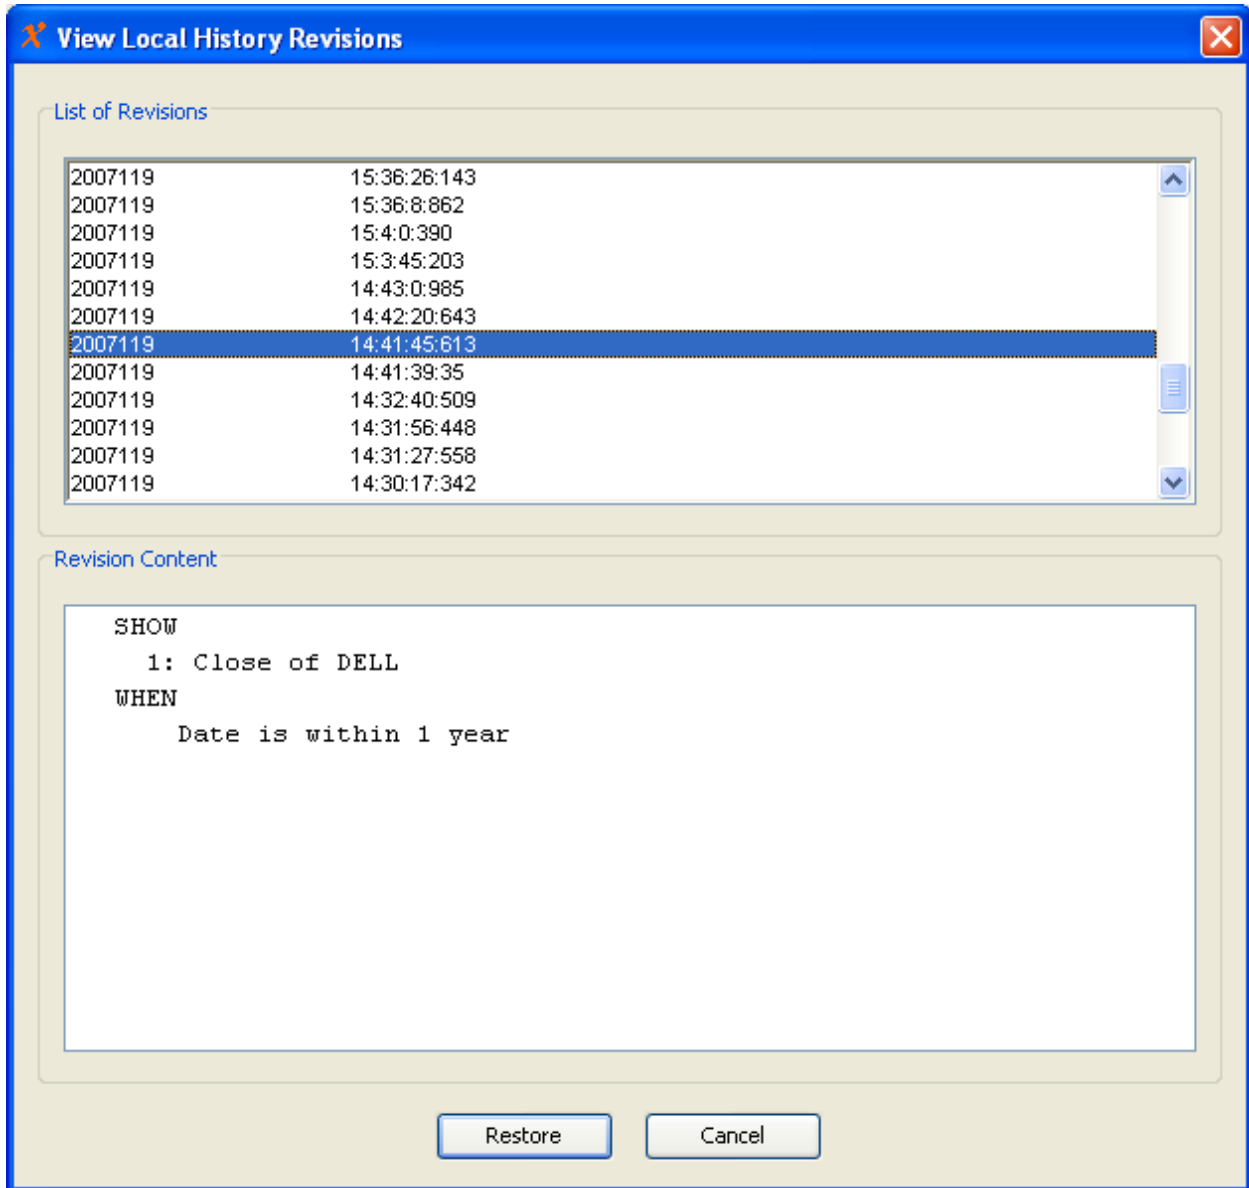 View Local History Revisions
List of Revisions
2007119 15:36:26:143
2007119 15:36:8:862
2007119 15:4:0:390
2007119 15:3:45:203
2007119 14:43:0:985
2007119 14:42:20:643
2007119 14:41:45:613
2007119 14:41:39:35
2007119 14:32:40:509
2007119 14:31:56:448
2007119 14:31:27:558
2007119 14:30:17:342
Revision Content
SHOW
1: Close of DELL
WHEN
Date is within 1 year
Restore Cancel